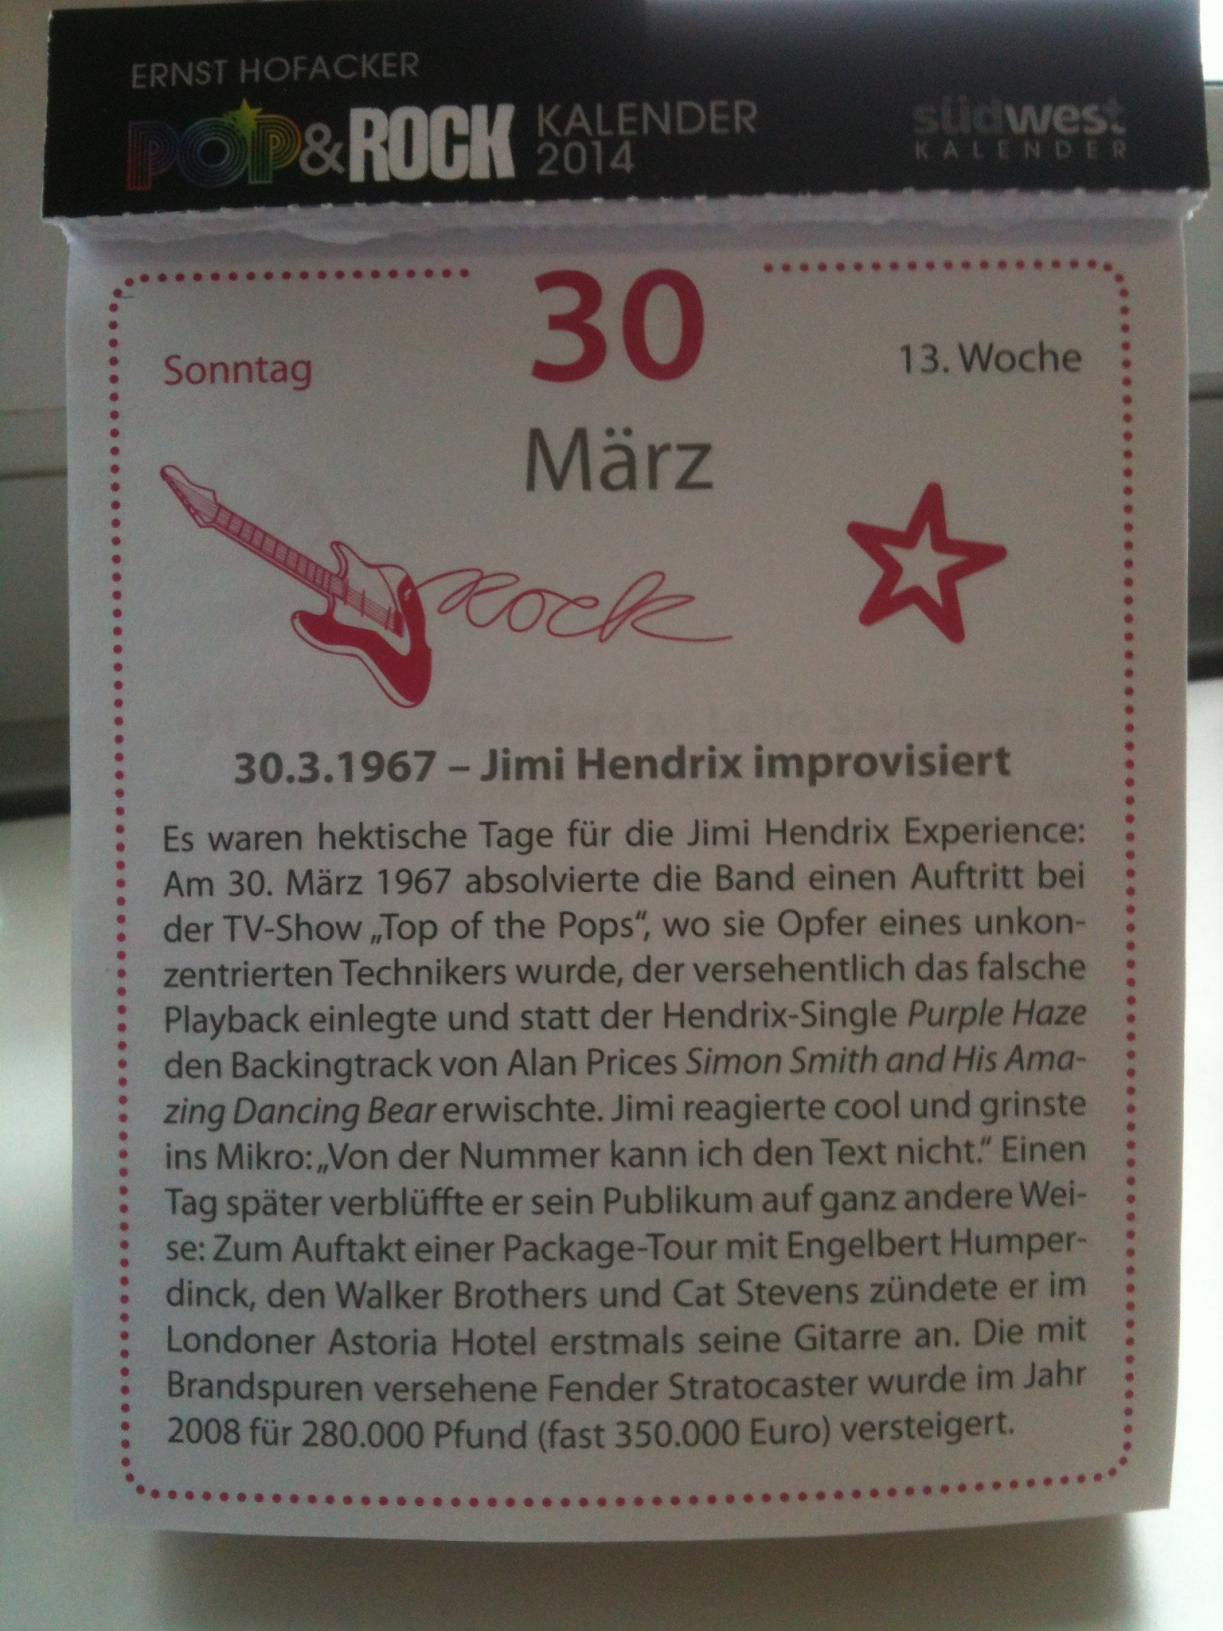 ERNST HOFACKER
POP&ROCK KALENDER 2014
südwest
KALENDER
30
Sonntag
13. Woche
März
Rock
30.3.1967 – Jimi Hendrix improvisiert
Es waren hektische Tage für die Jimi Hendrix Experience:
Am 30. März 1967 absolvierte die Band einen Auftritt bei
der TV-Show „Top of the Pops“, wo sie Opfer eines unkon-
zentrierten Technikers wurde, der versehentlich das falsche
Playback einlegte und statt der Hendrix-Single Purple Haze
den Backingtrack von Alan Prices Simon Smith and His Ama-
zing Dancing Bear erwischte. Jimi reagierte cool und grinste
ins Mikro: „Von der Nummer kann ich den Text nicht.“ Einen
Tag später verblüffte er sein Publikum auf ganz andere Wei-
se: Zum Auftakt einer Package-Tour mit Engelbert Humper-
dinck, den Walker Brothers und Cat Stevens zündete er im
Londoner Astoria Hotel erstmals seine Gitarre an. Die mit
Brandspuren versehene Fender Stratocaster wurde im Jahr
2008 für 280.000 Pfund (fast 350.000 Euro) versteigert.